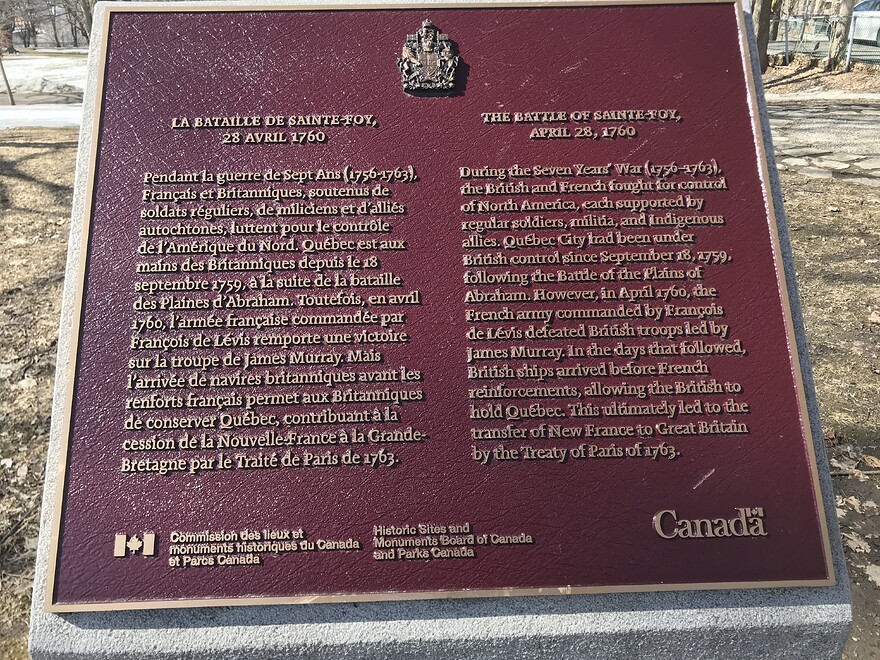 LA BATAILLE DE SAINTE-FOY,
28 AVRIL 1760
Pendant la guerre de Sept Ans (1756-1763),
Français et Britanniques, soutenus de
soldats réguliers, de miliciens et d'alliés
autochtones, luttent pour le contrôle
de l'Amérique du Nord. Québec est aux
mains des Britanniques depuis le 18
septembre 1759, à la suite de la bataille
des Plaines d'Abraham. Toutefois, en avril
1760, l'armée française commandée par
François de Lévis remporte une victoire
sur la troupe de James Murray. Mais
l'arrivée de navires britanniques avant les
renforts français permet aux Britanniques
de conserver Québec, contribuant à la
cession de la Nouvelle-France à la Grande-
Bretagne par le Traité de Paris de 1763.
THE BATTLE OF SAINTE-FOY,
APRIL 28, 1760
During the Seven Years' War (1756-1763),
the British and French fought for control
of North America, each supported by
regular soldiers, militia, and Indigenous
allies. Québec City had been under
British control since September 18, 1759,
following the Battle of the Plains of
Abraham. However, in April 1760, the
French army commanded by François
de Lévis defeated British troops led by
James Murray. In the days that followed,
British ships arrived before French
reinforcements, allowing the British to
hold Québec. This ultimately led to the
transfer of New France to Great Britain
by the Treaty of Paris of 1763.
Commission des lieux et
monuments historiques du Canada
et Parcs Canada
Historic Sites and
Monuments Board of Canada
and Parks Canada
Canada